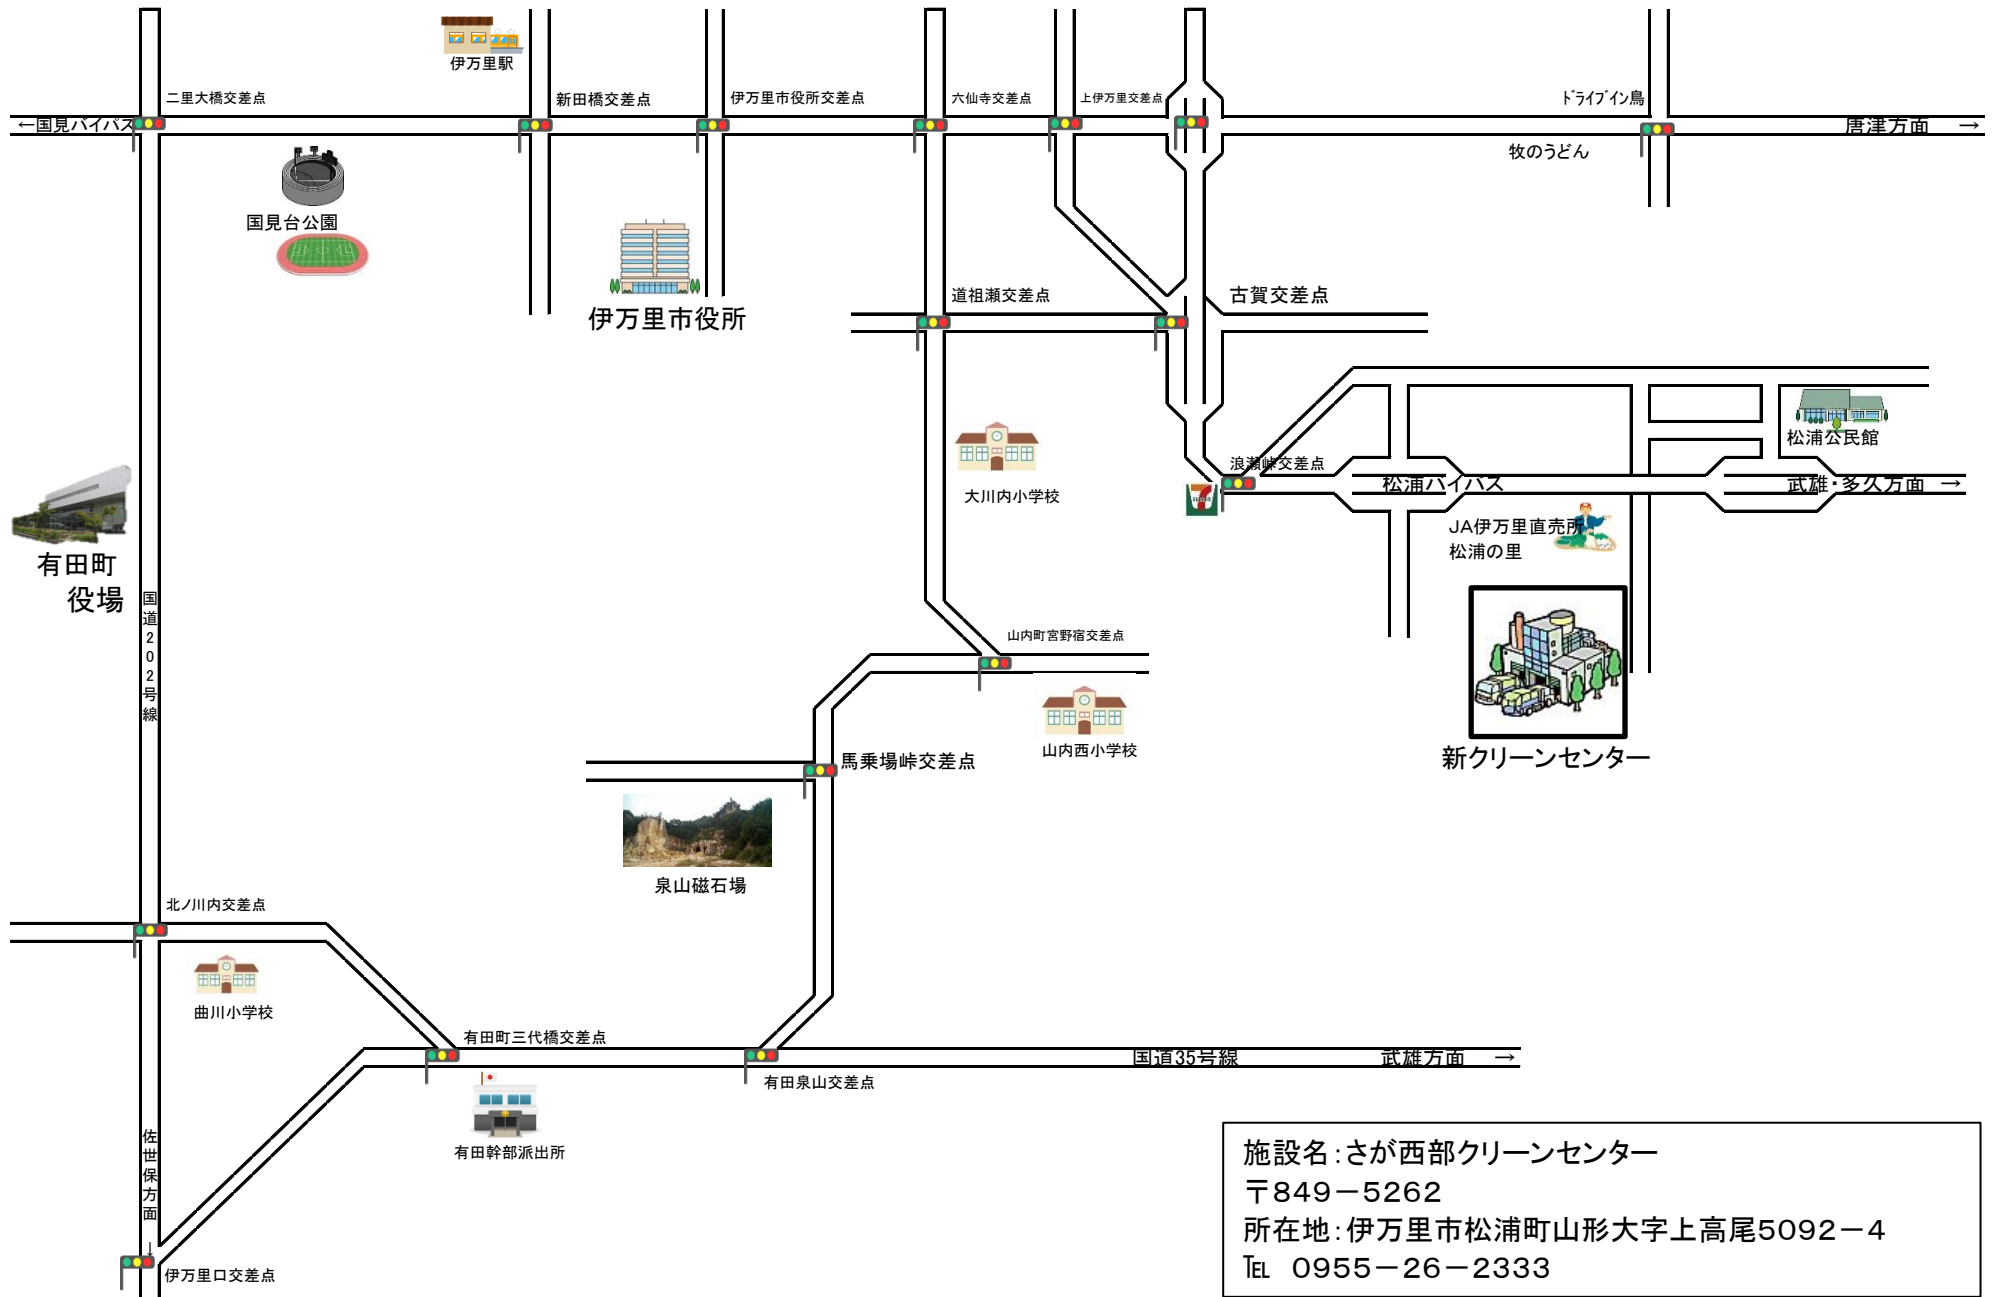 伊万里駅
二里大橋交差点
新田橋交差点
伊万里市役所交差点
六仙寺交差点
上伊万里交差点
ﾄﾞﾗｲﾌﾞｲﾝ鳥
←国見バイパス
唐津方面 →
牧のうどん
国見台公園
伊万里市役所
道祖瀬交差点
古賀交差点
松浦公民館
浪瀬峠交差点
大川内小学校
松浦バイパス
武雄・多久方面 →
JA伊万里直売所
松浦の里
有田町
役場
国道202号線
山内町宮野宿交差点
山内西小学校
新クリーンセンター
馬乗場峠交差点
泉山磁石場
北ノ川内交差点
曲川小学校
有田町三代橋交差点
国道35号線
武雄方面 →
有田泉山交差点
有田幹部派出所
佐世保方面↓
伊万里口交差点
施設名：さが西部クリーンセンター
〒849－5262
所在地：伊万里市松浦町山形大字上高尾5092－4
℡ 0955－26－2333